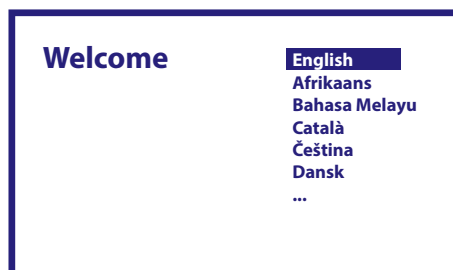 Welcome
English
Afrikaans
Bahasa Melayu
Català
Čeština
Dansk
...